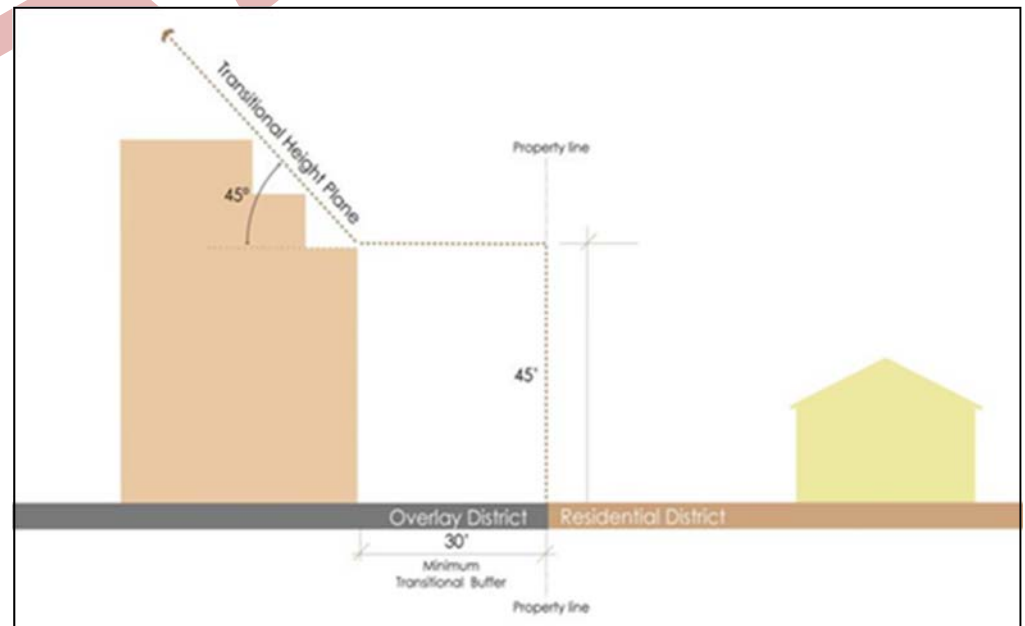 Transitional Height Plane
Property line
45°
45'
Overlay District
Residential District
30'
Minimum
Transitional Buffer
Property line